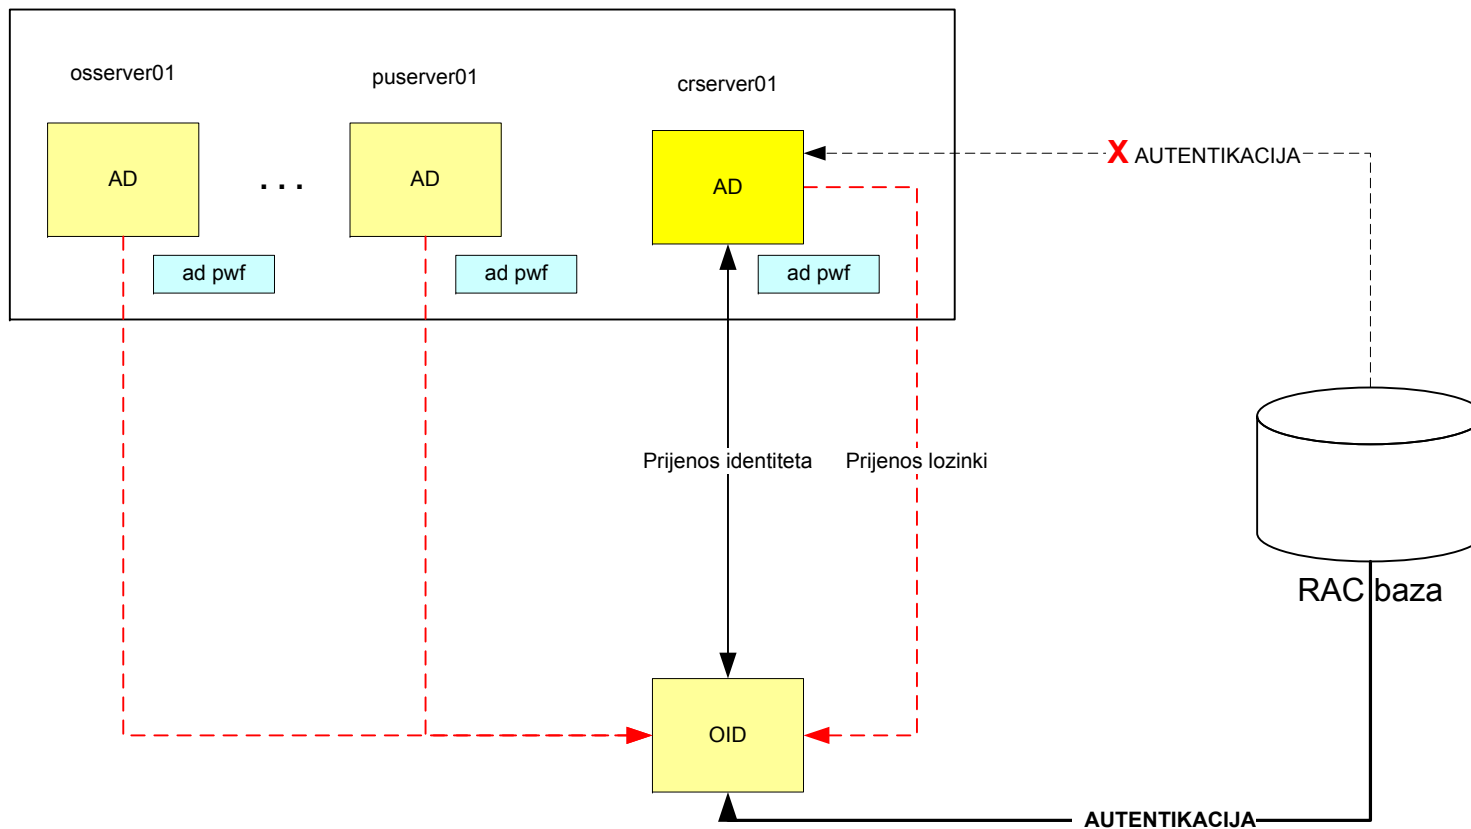 osserver01
puserver01
crserver01
AD
. . .
AD
AD
X AUTENTIKACIJA
ad pwf
ad pwf
ad pwf
Prijenos identiteta
Prijenos lozinki
RAC baza
OID
AUTENTIKACIJA